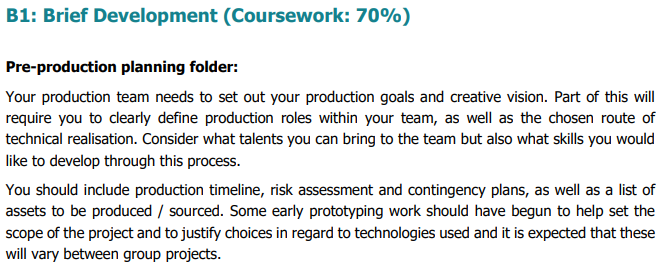 B1: Brief Development (Coursework: 70%)
Pre-production planning folder:
Your production team needs to set out your production goals and creative vision. Part of this will
require you to clearly define production roles within your team, as well as the chosen route of
technical realisation. Consider what talents you can bring to the team but also what skills you would
like to develop through this process.
You should include production timeline, risk assessment and contingency plans, as well as a list of
assets to be produced / sourced. Some early prototyping work should have begun to help set the
scope of the project and to justify choices in regard to technologies used and it is expected that these
will vary between group projects.